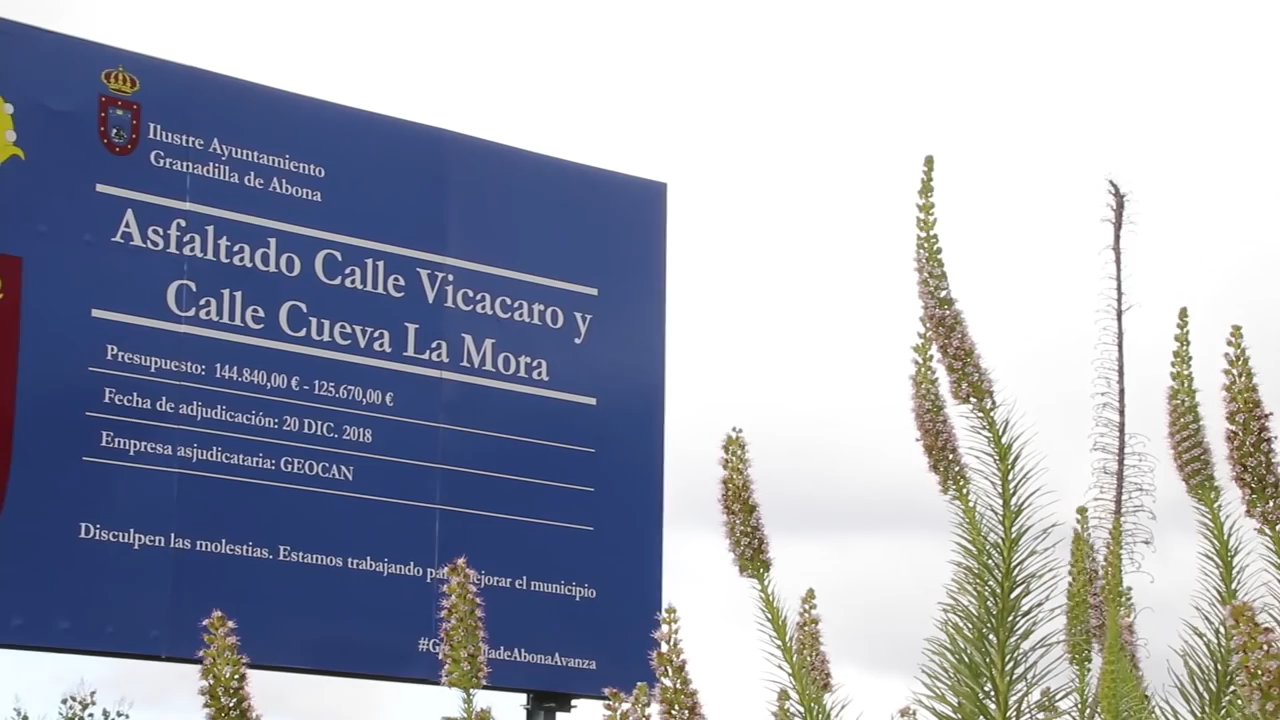 Ilustre Ayuntamiento
Granadilla de Abona
Asfaltado Calle Vicacaro y
Calle Cueva La Mora
Presupuesto: 144.840,00 € - 125.670,00 €
Fecha de adjudicación: 20 DIC. 2018
Empresa asjudicataria: GEOCAN
Disculpen las molestias. Estamos trabajando el municipio